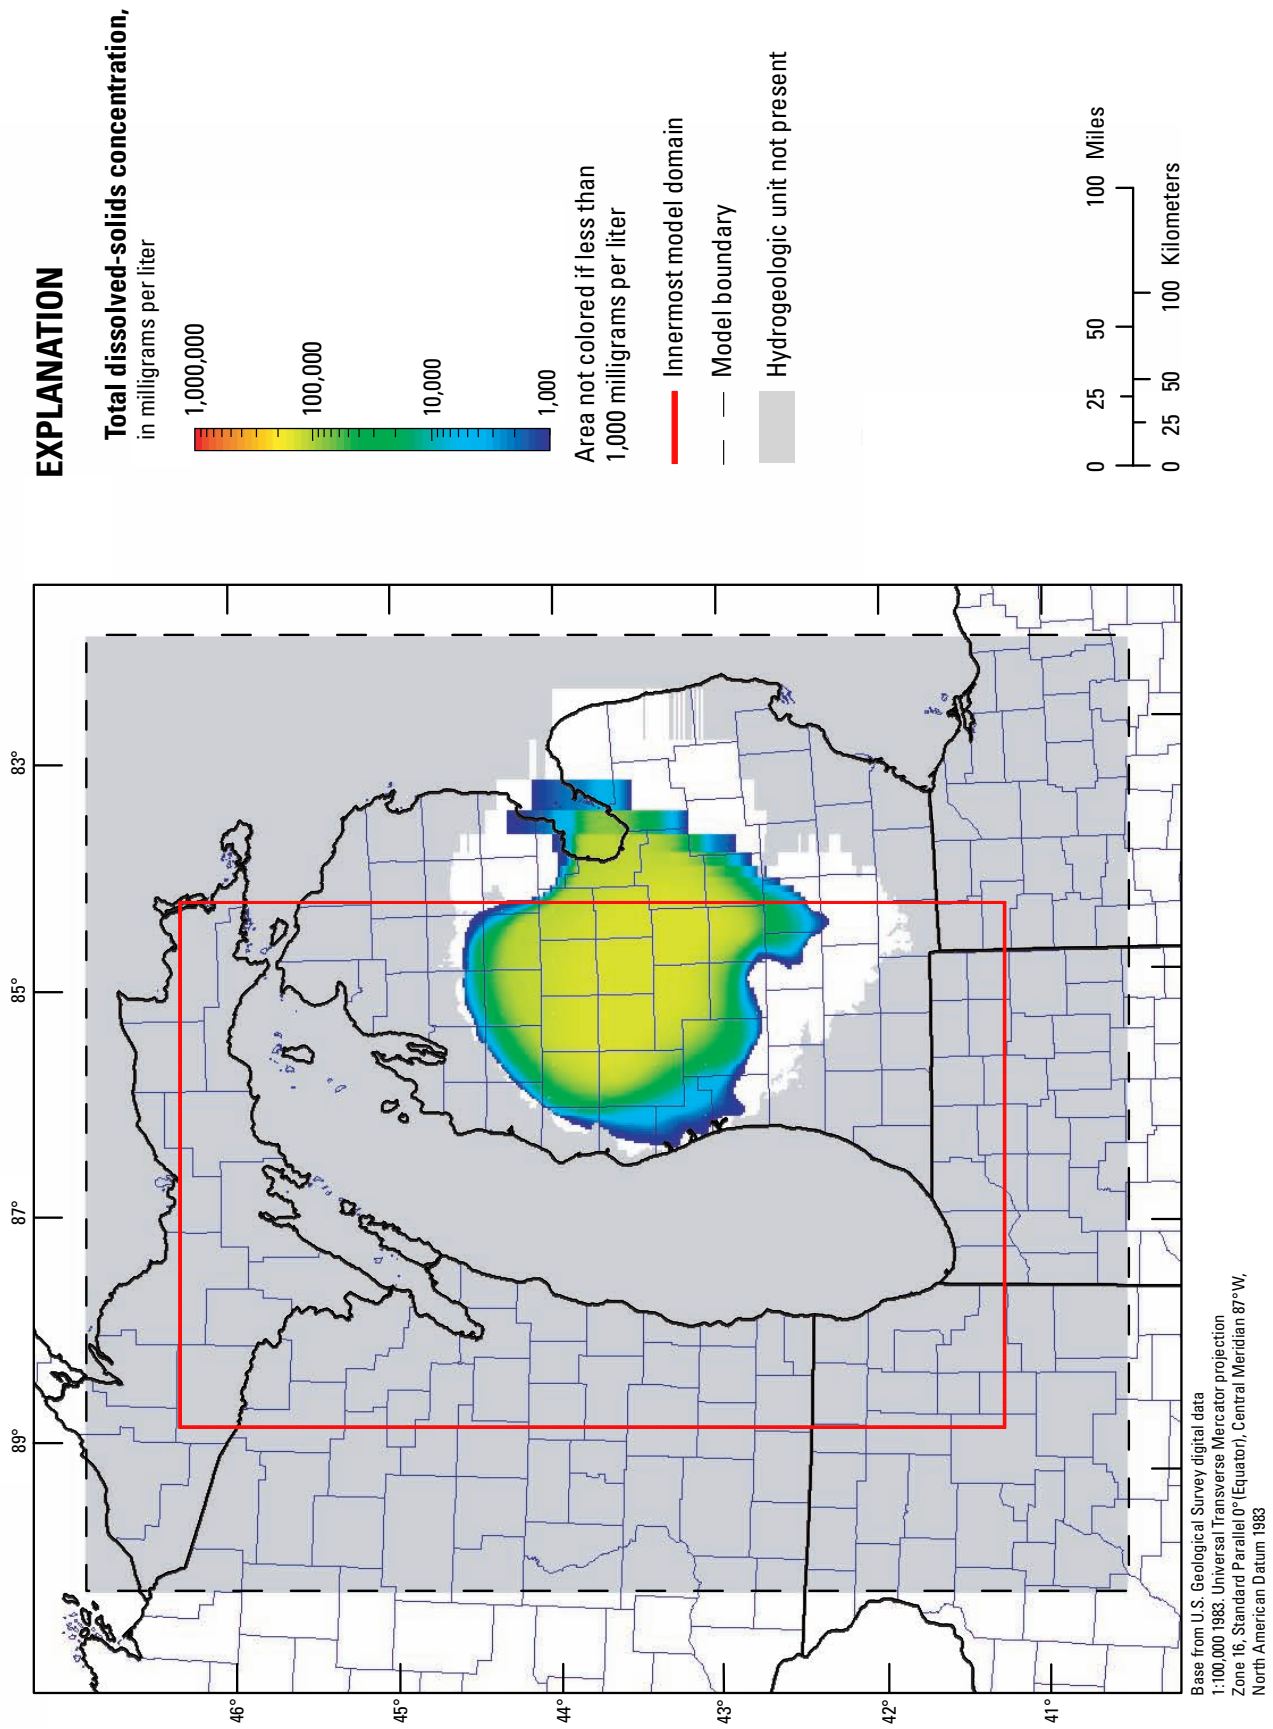 EXPLANATION
Total dissolved-solids concentration,
in milligrams per liter
1,000,000
100,000
10,000
1,000
Area not colored if less than
1,000 milligrams per liter
Innermost model domain
Model boundary
Hydrogeologic unit not present
0 25 50 100 Miles
0 25 50 100 Kilometers
89° 87° 85° 83°
46°
45°
44°
43°
42°
41°
Base from U.S. Geological Survey digital data
1:100,000 1983. Universal Transverse Mercator projection
Zone 16, Standard Parallel 0° (Equator), Central Meridian 87° W,
North American Datum 1983